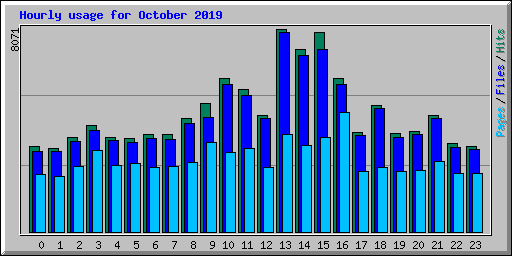 Hourly usage for October 2019
8071
Pages/Files/Hits
0 1 2 3 4 5 6 7 8 9 10 11 12 13 14 15 16 17 18 19 20 21 22 23